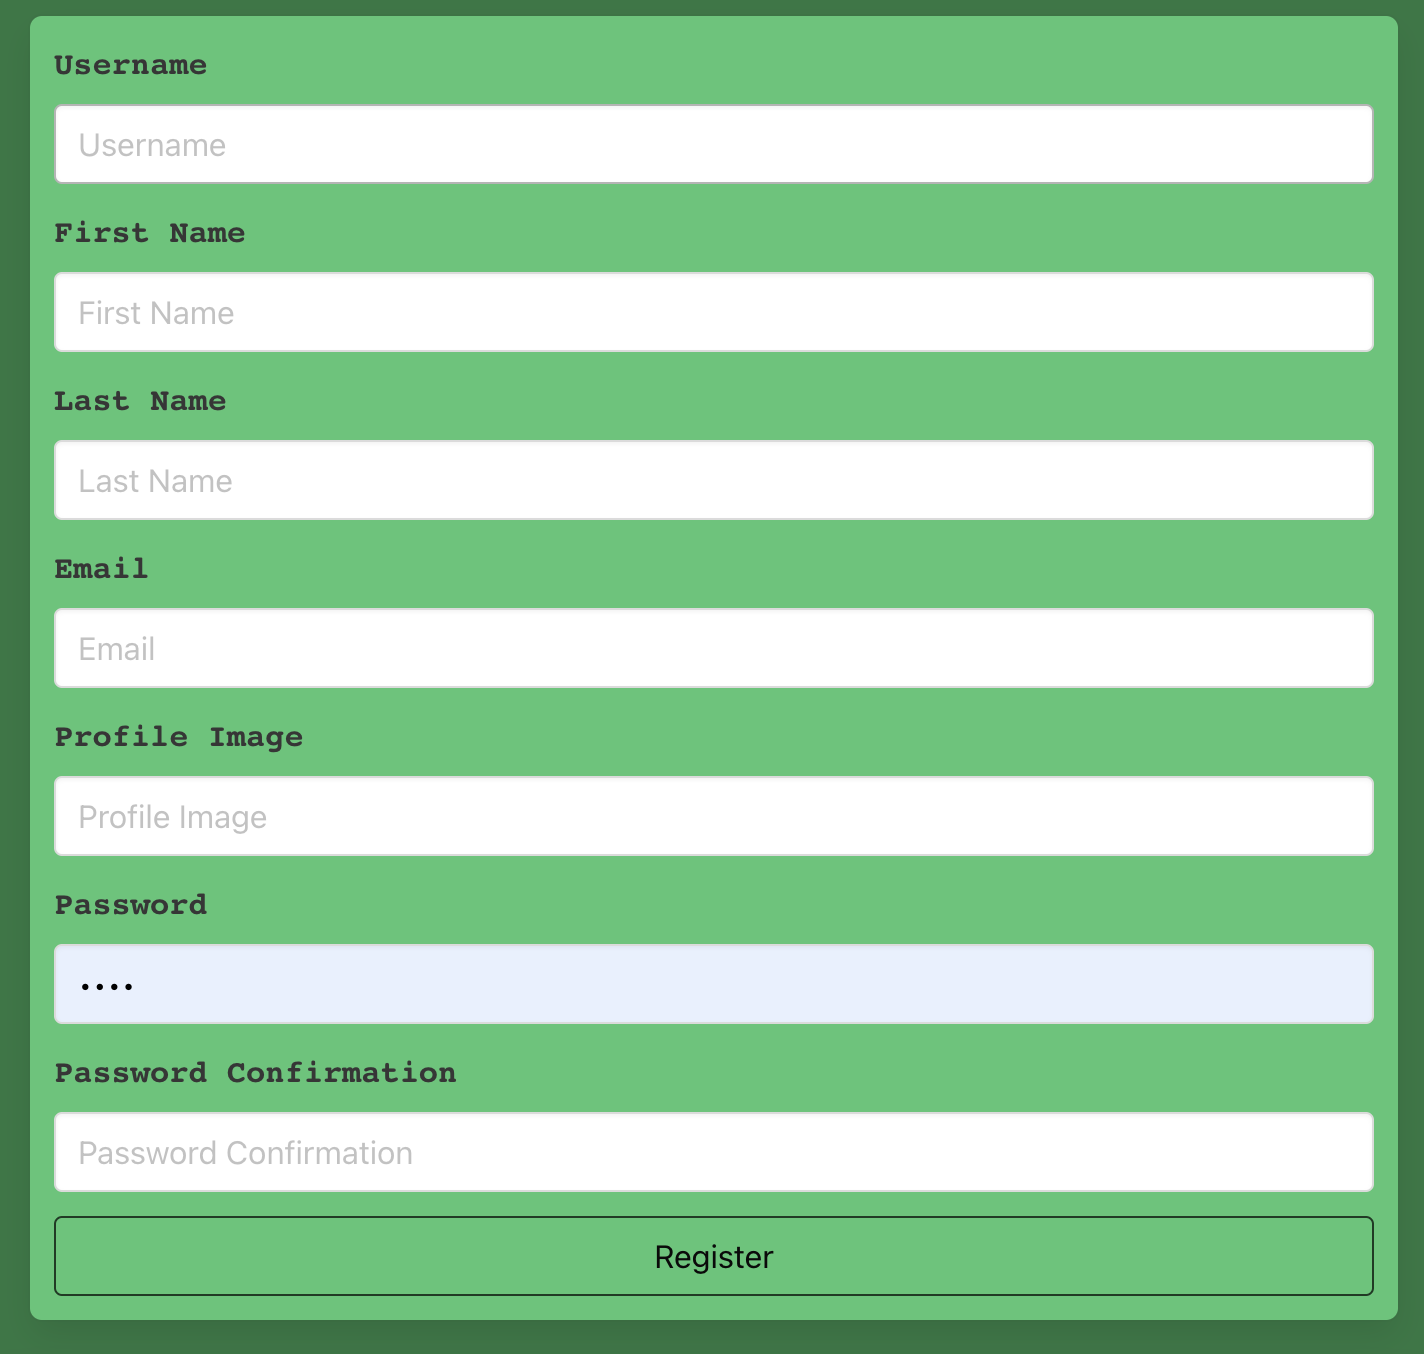 Username
Username
First Name
First Name
Last Name
Last Name
Email
Email
Profile Image
Profile Image
Password
••••
Password Confirmation
Password Confirmation
Register